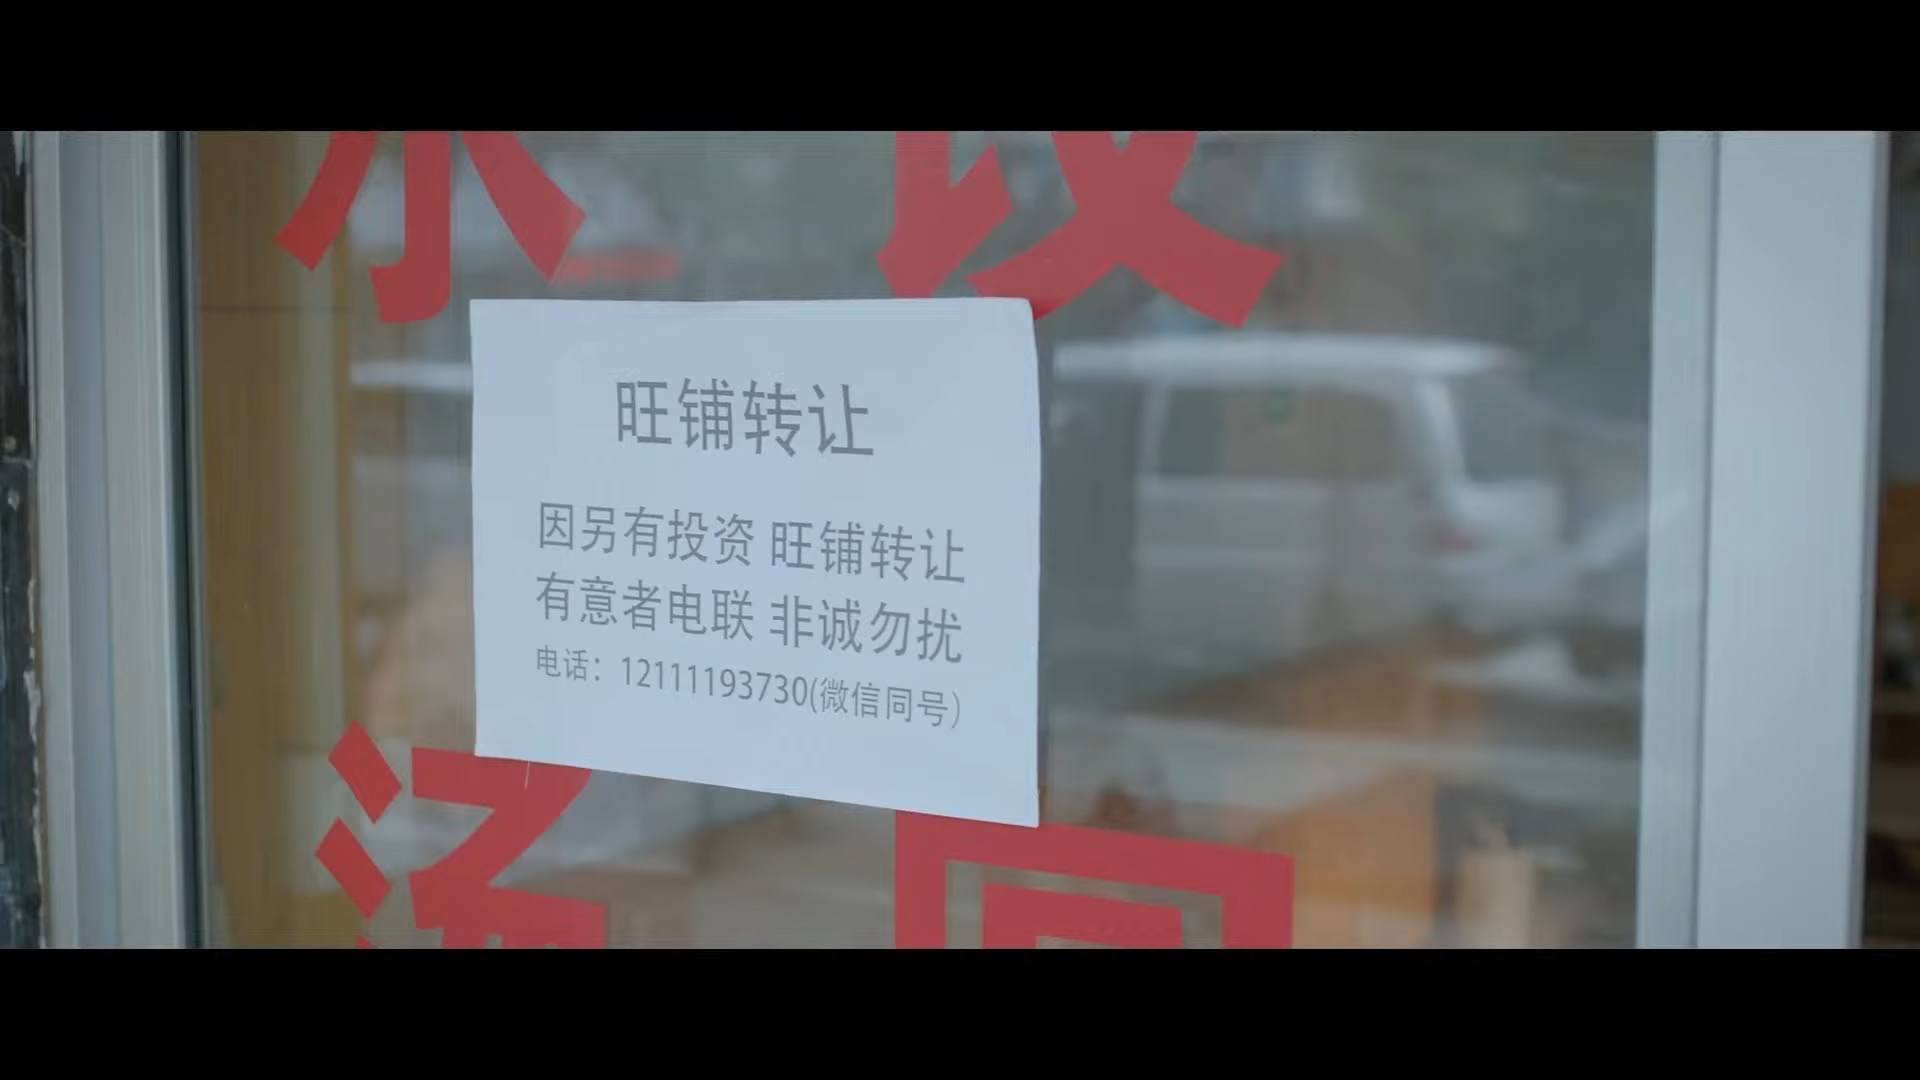 旺铺转让
因另有投资 旺铺转让
有意者电联 非诚勿扰
电话：12111193730(微信同号)